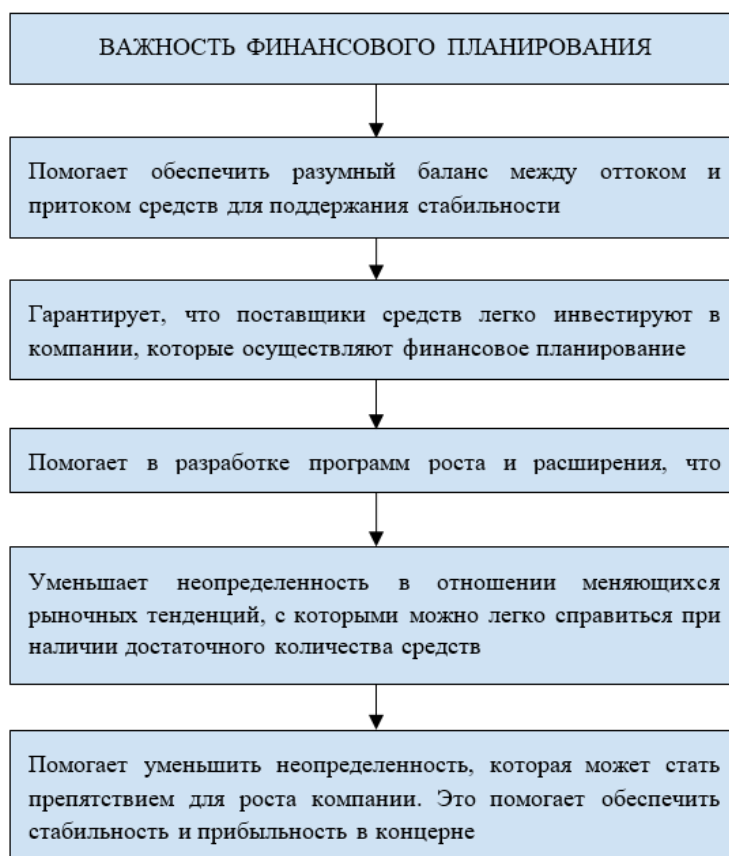 ВАЖНОСТЬ ФИНАНСОВОГО ПЛАНИРОВАНИЯ
Помогает обеспечить разумный баланс между оттоком и
притоком средств для поддержания стабильности
Гарантирует, что поставщики средств легко инвестируют в
компании, которые осуществляют финансовое планирование
Помогает в разработке программ роста и расширения, что
Уменьшает неопределенность в отношении меняющихся
рыночных тенденций, с которыми можно легко справиться при
наличии достаточного количества средств
Помогает уменьшить неопределенность, которая может стать
препятствием для роста компании. Это помогает обеспечить
стабильность и прибыльность в концерне